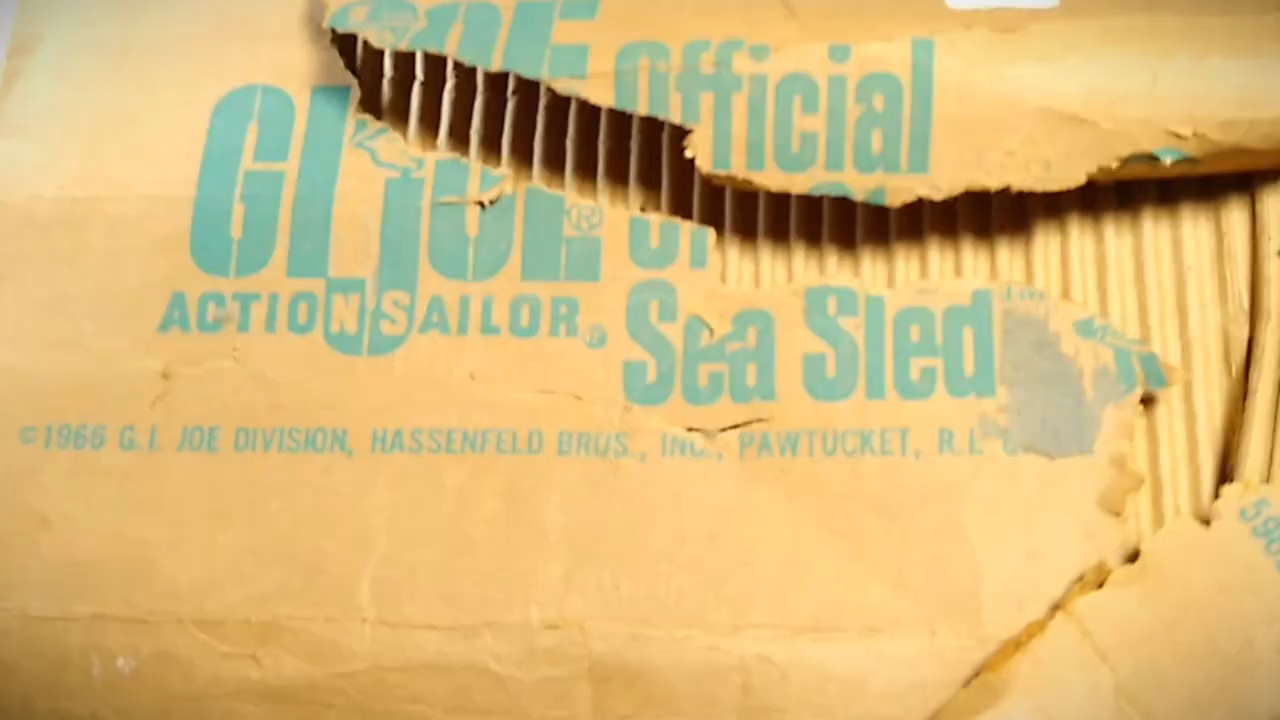 GI JOE Official
ACTION SAILOR® Sea Sled
©1966 G.I. JOE DIVISION, HASSENFELD BROS., INC., PAWTUCKET, R.I.